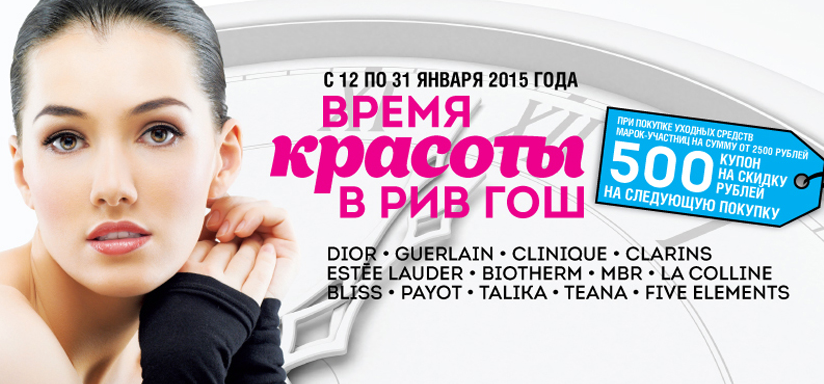 С 12 ПО 31 ЯНВАРЯ 2015 ГОДА
ВРЕМЯ
красоты
В РИВ ГОШ
ПРИ ПОКУПКЕ УХОДНЫХ СРЕДСТВ
МАРОК-УЧАСТНИЦ НА СУММУ ОТ 2500 РУБЛЕЙ
500 КУПОН
НА СКИДКУ
РУБЛЕЙ
НА СЛЕДУЮЩУЮ ПОКУПКУ
DIOR • GUERLAIN • CLINIQUE • CLARINS
ESTĒE LAUDER • BIOTHERM • MBR • LA COLLINE
BLISS • PAYOT • TALIKA • TEANA • FIVE ELEMENTS
XII